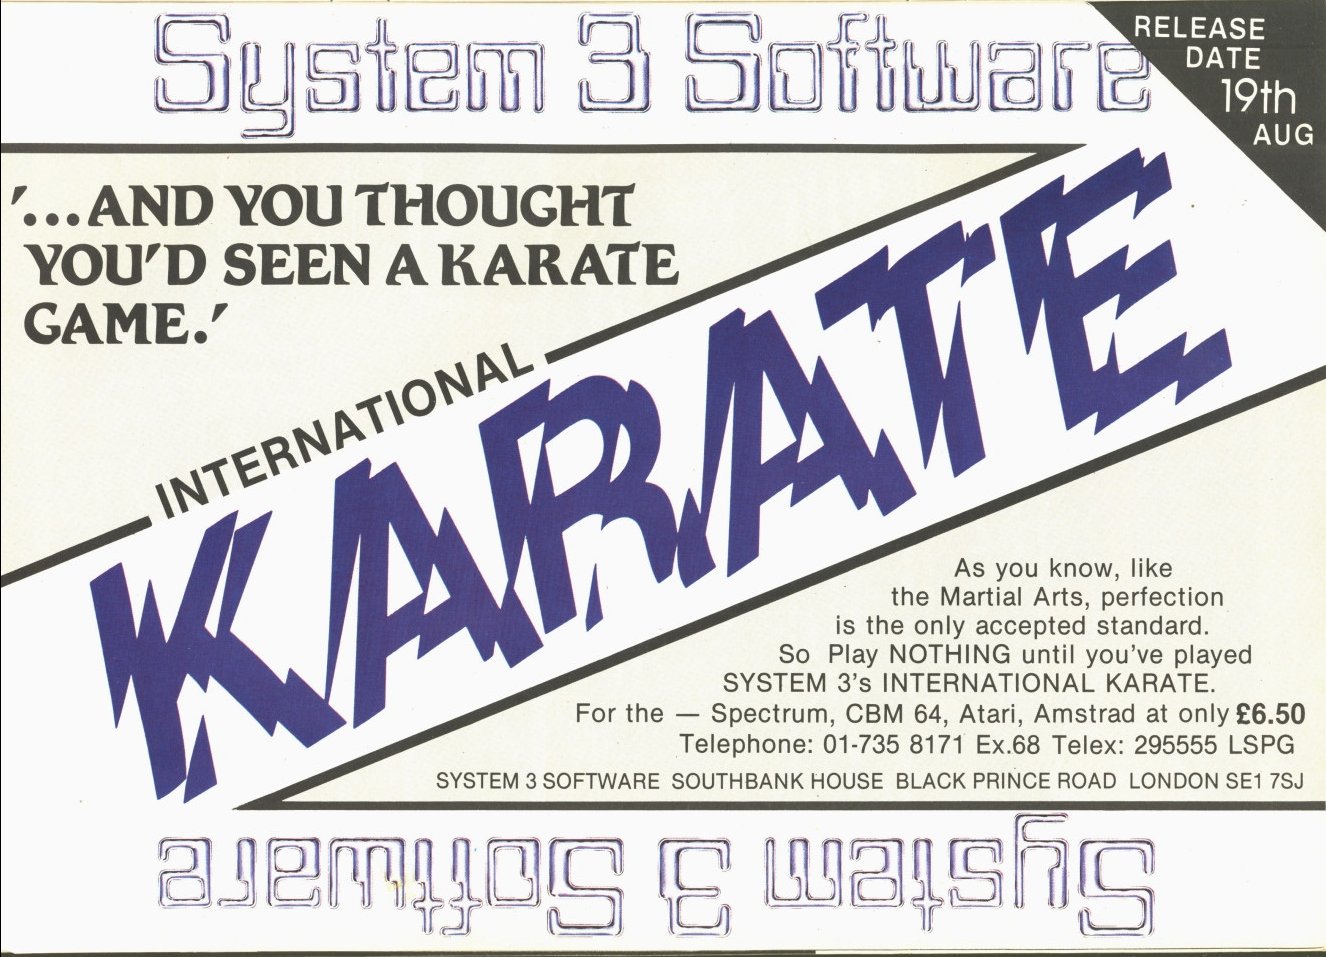 System 3 Software
RELEASE
DATE
19th
AUG
'...AND YOU THOUGHT
YOU'D SEEN A KARATE
GAME.'
INTERNATIONAL
KARATE
As you know, like
the Martial Arts, perfection
is the only accepted standard.
So Play NOTHING until you've played
SYSTEM 3's INTERNATIONAL KARATE.
For the — Spectrum, CBM 64, Atari, Amstrad at only £6.50
Telephone: 01-735 8171 Ex.68 Telex: 295555 LSPG
SYSTEM 3 SOFTWARE SOUTHBANK HOUSE BLACK PRINCE ROAD LONDON SE1 7SJ
System 3 Software